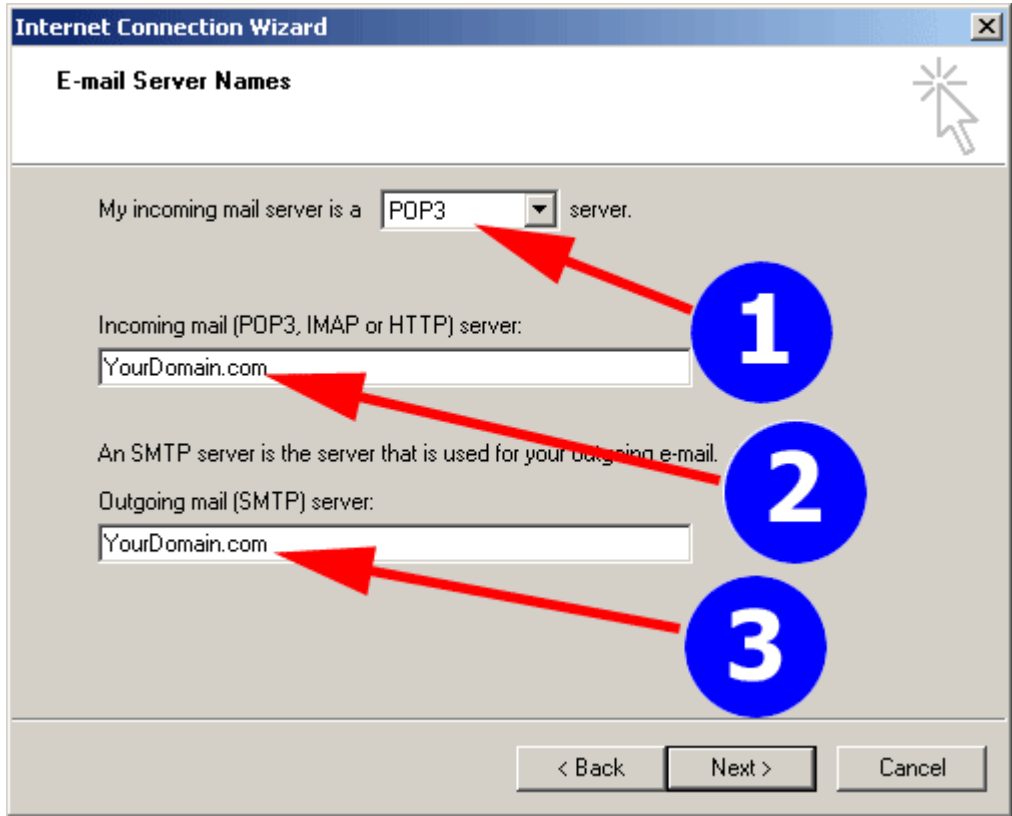 Internet Connection Wizard
E-mail Server Names
My incoming mail server is a POP3 server.
1
Incoming mail (POP3, IMAP or HTTP) server:
YourDomain.com
An SMTP server is the server that is used for your outgoing e-mail.
2
Outgoing mail (SMTP) server:
YourDomain.com
3
< Back Next > Cancel